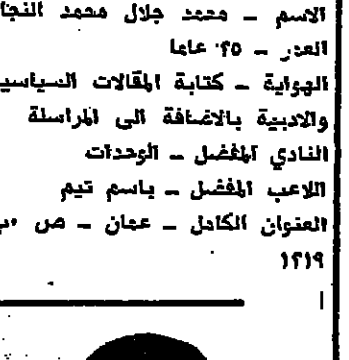 الاسم – محمد جلال محمد النجا
العمر – ٢٥ عاما
الهواية – كتابة المقالات السياسي
والادبية بالاضافة الى المراسلة
النادي المفضل – الوحدات
اللاعب المفضل – باسم تيم
العنوان الكامل – عمان – ص ٠ب
١٢١٩